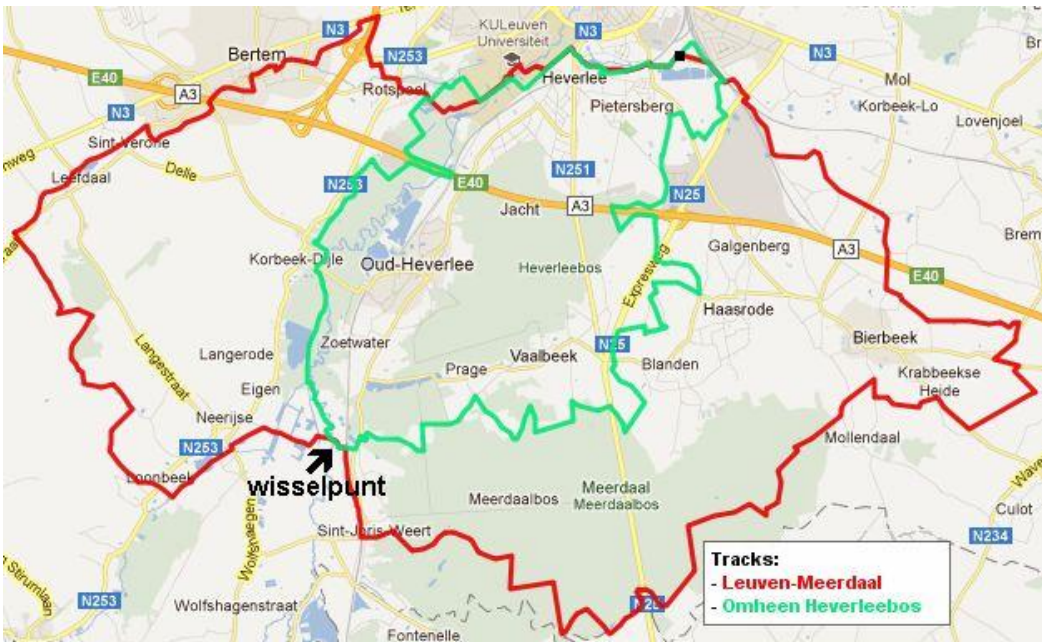 N3
Bertem
N253
KULeuven
Universiteit
N3
N3
E40
A3
Rotspoel
Heverlee
Pietersberg
Mol
Korbeek-Lo
Lovenjoel
N3
Sint-Verone
Delle
Leefdaal
N253
E40
N251
N25
Jacht
A3
Galgenberg
A3
Korbeek-Dijle
Oud-Heverlee
Heverleebos
Expresweg
E40
Haasrode
Langestraat
Langerode
Zoetwater
Vaalbeek
N25
Blanden
Bierbeek
Prage
Krabbeekse
Heide
Eigen
Neerijse
N253
Mollendaal
Loonbeek
wisselpunt
Meerdaalbos
Meerdaal
Meerdaalbos
Culot
Wolfshaegen
Sint-Joris-Weert
N234
Tracks:
- Leuven-Meerdaal
- Omheen Heverleebos
N253
Wolfshagenstraat
N25
Fontenelle